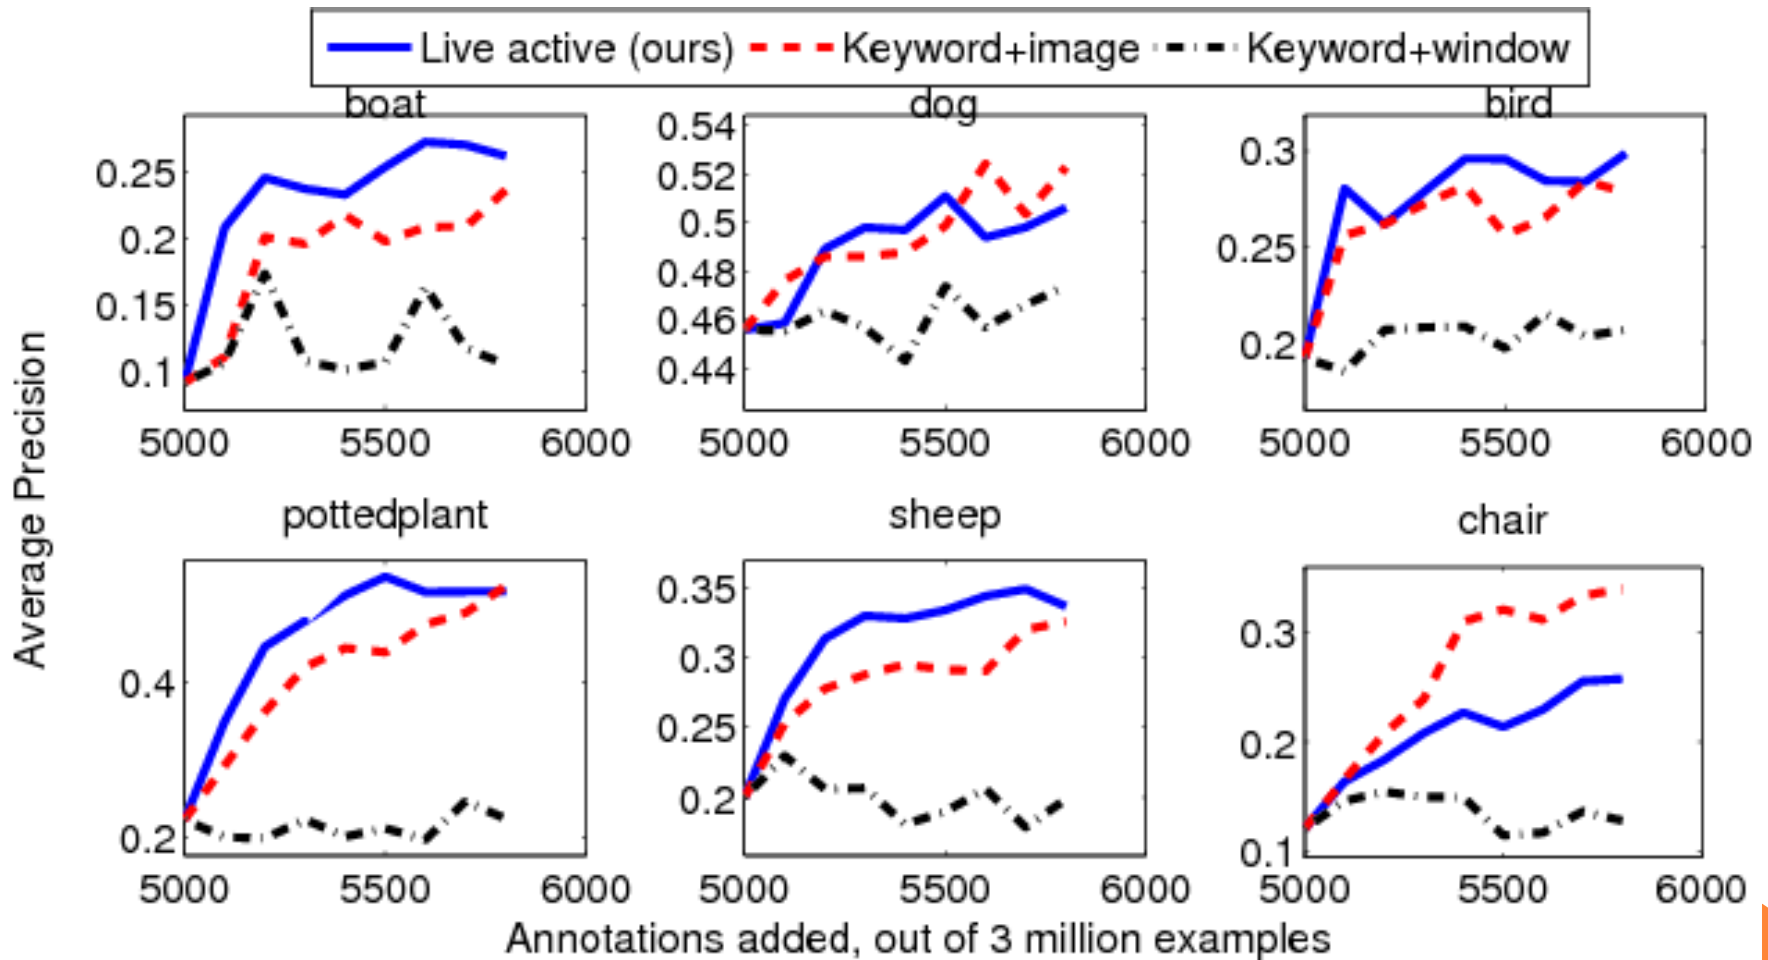 Live active (ours) Keyword+image Keyword+window
boat dog bird
0.25
0.2
0.15
0.1
5000 5500 6000
0.54
0.52
0.5
0.48
0.46
0.44
5000 5500 6000
0.3
0.25
0.2
5000 5500 6000
Average Precision
pottedplant sheep chair
0.4
0.2
5000 5500 6000
0.35
0.3
0.25
0.2
5000 5500 6000
0.3
0.2
0.1
5000 5500 6000
Annotations added, out of 3 million examples